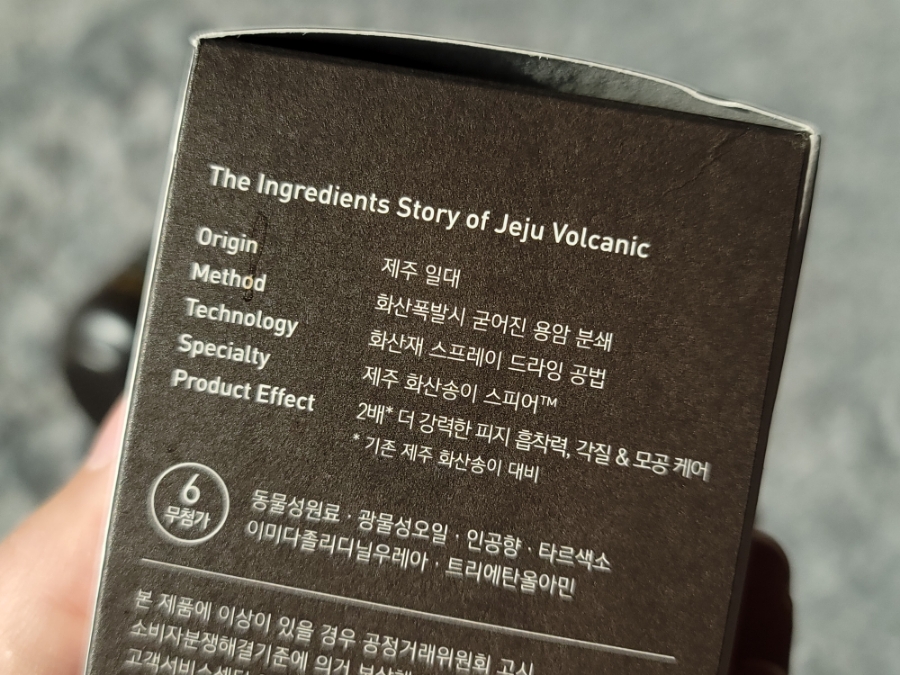 The Ingredients Story of Jeju Volcanic
Origin 제주 일대
Method 화산폭발시 굳어진 용암 분쇄
Technology 화산재 스프레이 드라잉 공법
Specialty 제주 화산송이 스피어™
Product Effect 2배* 더 강력한 피지 흡착력, 각질 & 모공 케어
* 기존 제주 화산송이 대비
6 무첨가
동물성원료 · 광물성오일 · 인공향 · 타르색소
이미다졸리디닐우레아 · 트리에탄올아민
본 제품에 이상이 있을 경우 공정거래위원회 고시
소비자분쟁해결기준에 의거
고객서비스센터